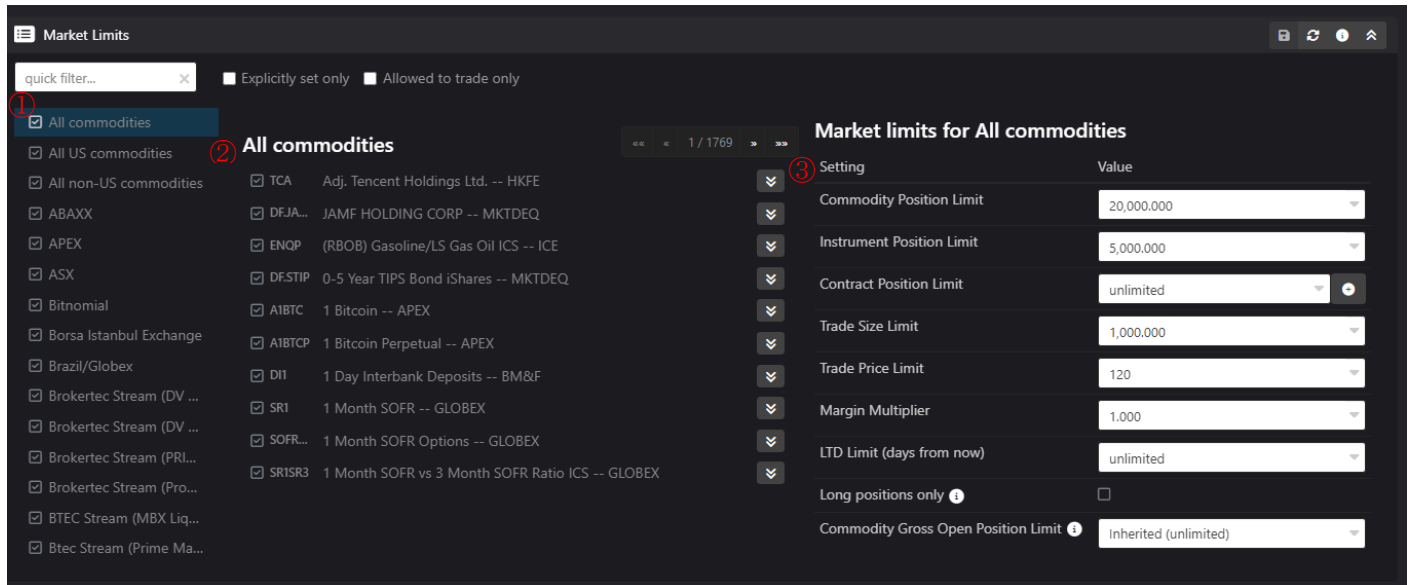 Market Limits
quick filter...
Explicitly set only
Allowed to trade only
①
All commodities
All US commodities
All non-US commodities
ABAXX
APEX
ASX
Bitnomial
Borsa Istanbul Exchange
Brazil/Globex
Brokertec Stream (DV ...
Brokertec Stream (DV ...
Brokertec Stream (PRI...
Brokertec Stream (Pro...
BTEC Stream (MBX Liq...
Btec Stream (Prime Ma...
②
All commodities
«« « 1 / 1769 » »»
TCA Adj. Tencent Holdings Ltd. -- HKFE
DF.JA... JAMF HOLDING CORP -- MKTDEQ
ENQP (RBOB) Gasoline/LS Gas Oil ICS -- ICE
DF.STIP 0-5 Year TIPS Bond iShares -- MKTDEQ
A1BTC 1 Bitcoin -- APEX
A1BTCP 1 Bitcoin Perpetual -- APEX
DI1 1 Day Interbank Deposits -- BM&F
SR1 1 Month SOFR -- GLOBEX
SOFR... 1 Month SOFR Options -- GLOBEX
SR1SR3 1 Month SOFR vs 3 Month SOFR Ratio ICS -- GLOBEX
Market limits for All commodities
③
Setting Value
Commodity Position Limit 20,000.000
Instrument Position Limit 5,000.000
Contract Position Limit unlimited
Trade Size Limit 1,000.000
Trade Price Limit 120
Margin Multiplier 1.000
LTD Limit (days from now) unlimited
Long positions only
Commodity Gross Open Position Limit Inherited (unlimited)